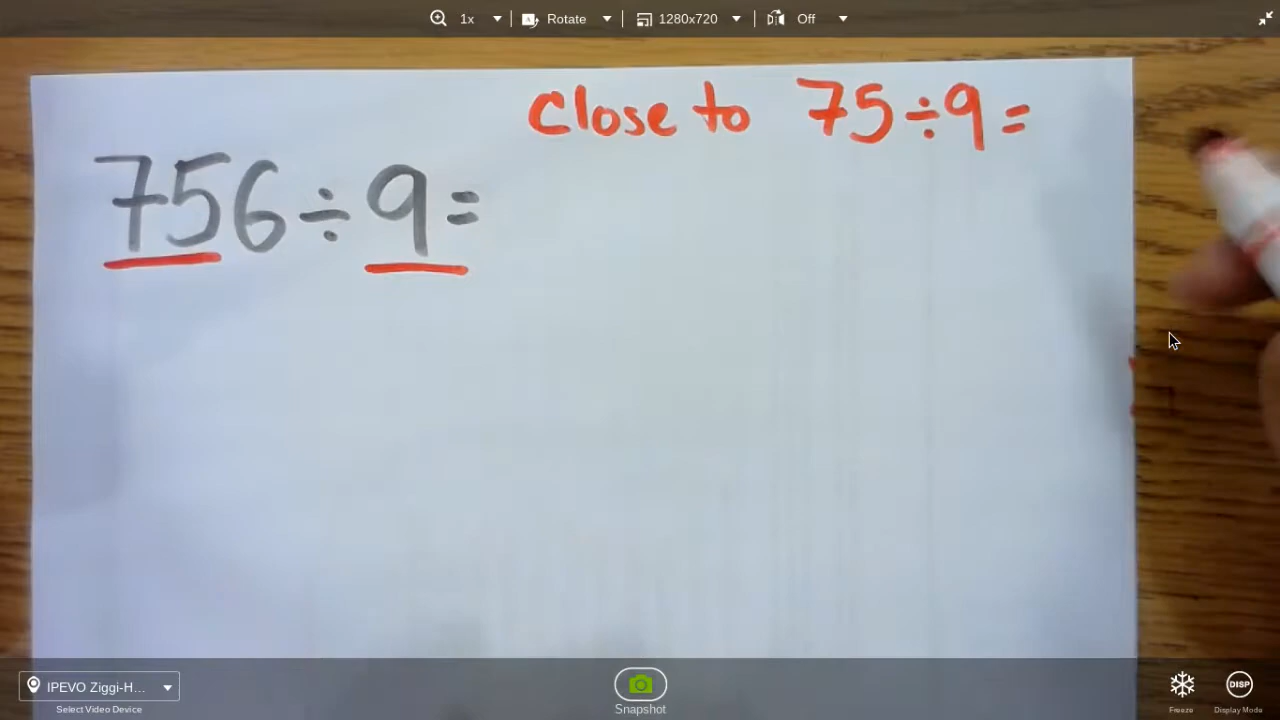 1x Rotate 1280x720 Off
Close to 75÷9=
756÷9=
IPEVO Ziggi-H...
Select Video Device
Snapshot
DISP
Freeze
Display Mode